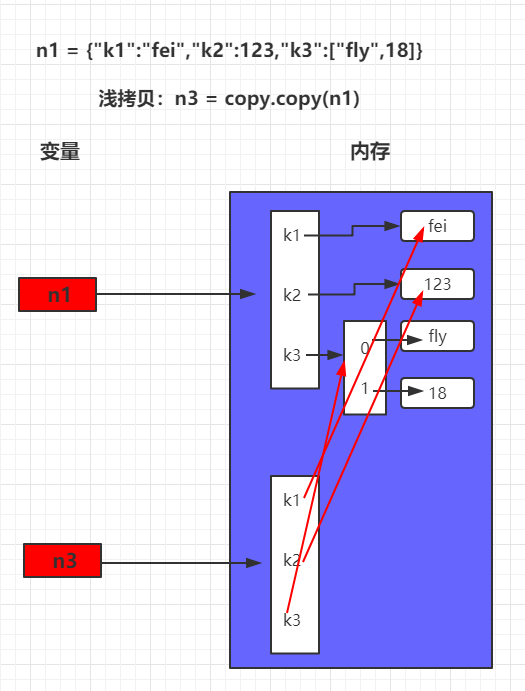 n1 = {"k1":"fei","k2":123,"k3":["fly",18]}
浅拷贝：n3 = copy.copy(n1)
变量
内存
k1
fei
n1
k2
123
k3
0
fly
1
18
k1
n3
k2
k3